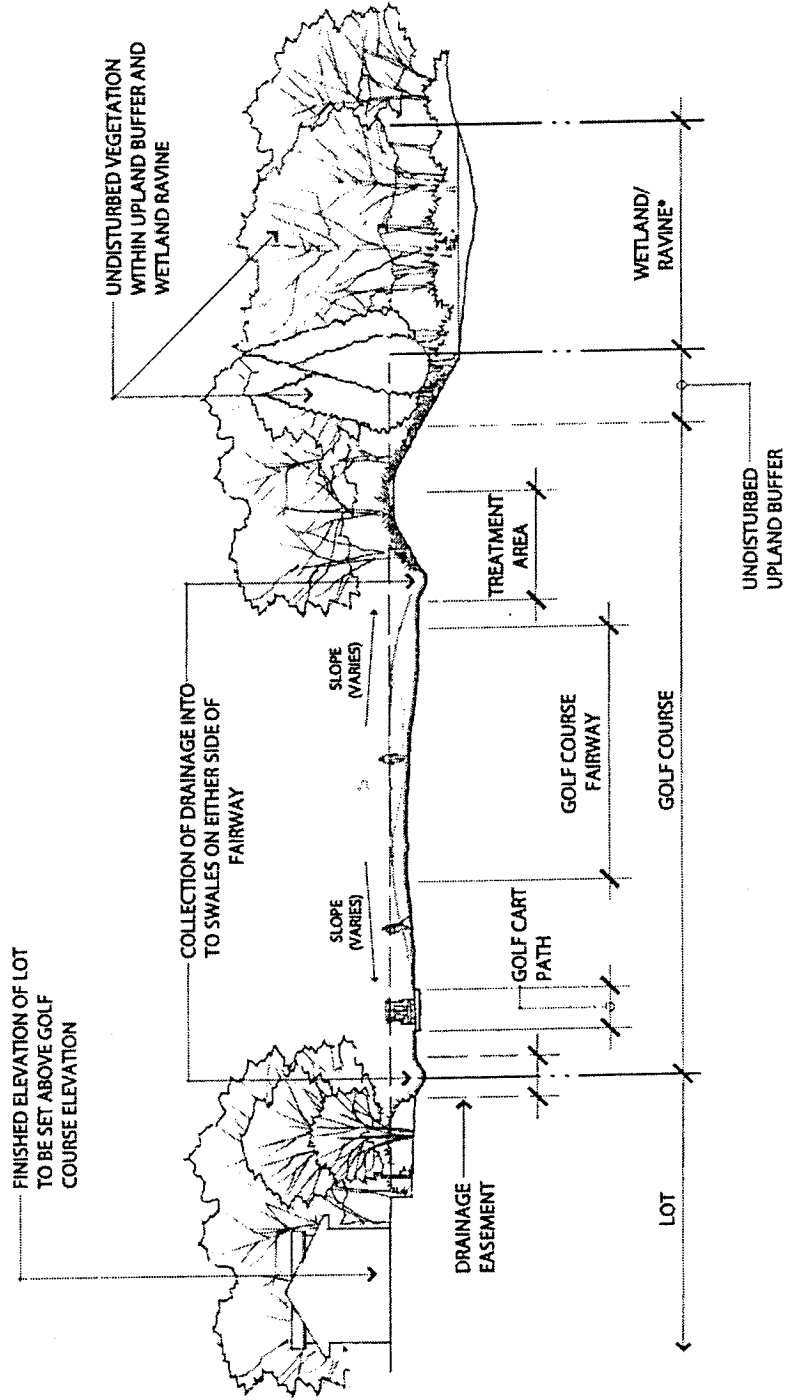 FINISHED ELEVATION OF LOT
TO BE SET ABOVE GOLF
COURSE ELEVATION
COLLECTION OF DRAINAGE INTO
TO SWALES ON EITHER SIDE OF
FAIRWAY
UNDISTURBED VEGETATION
WITHIN UPLAND BUFFER AND
WETLAND RAVINE
SLOPE
(VARIES)
SLOPE
(VARIES)
DRAINAGE
EASEMENT
GOLF CART
PATH
GOLF COURSE
FAIRWAY
TREATMENT
AREA
LOT
GOLF COURSE
WETLAND/
RAVINE*
UNDISTURBED
UPLAND BUFFER